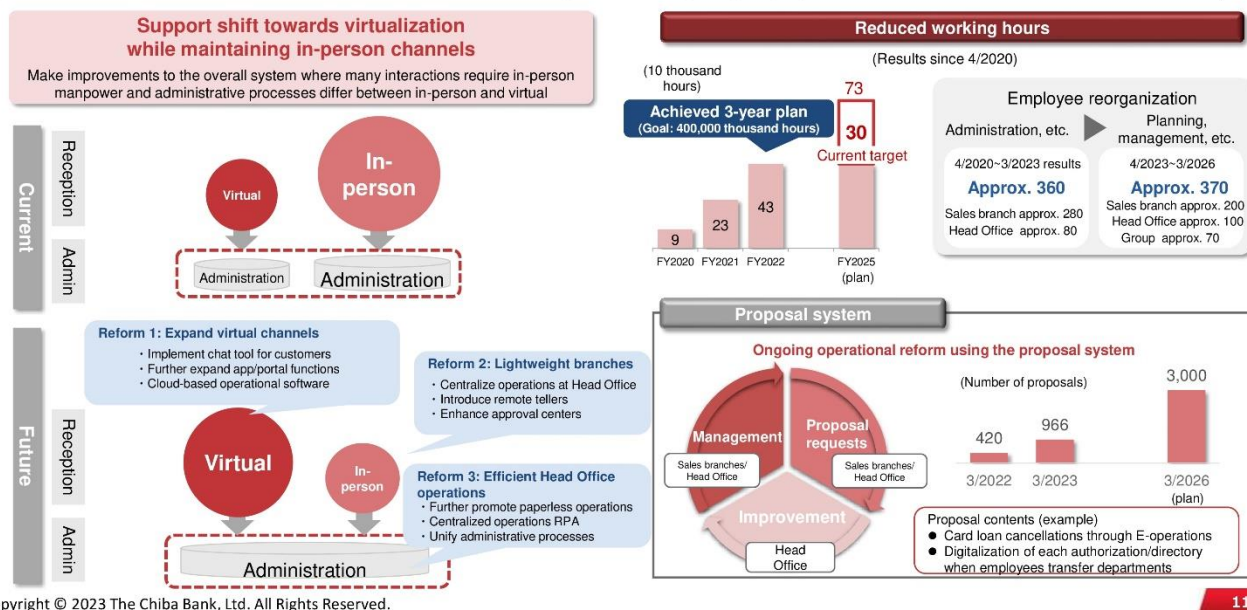 Support shift towards virtualization
while maintaining in-person channels
Make improvements to the overall system where many interactions require in-person
manpower and administrative processes differ between in-person and virtual
Current
Reception
Admin
Virtual
In-
person
Administration
Administration
Future
Reception
Admin
Reform 1: Expand virtual channels
・Implement chat tool for customers
・Further expand app/portal functions
・Cloud-based operational software
Reform 2: Lightweight branches
・Centralize operations at Head Office
・Introduce remote tellers
・Enhance approval centers
Virtual
In-
person
Reform 3: Efficient Head Office
operations
・Further promote paperless operations
・Centralized operations RPA
・Unify administrative processes
Administration
Reduced working hours
(Results since 4/2020)
(10 thousand
hours)
Achieved 3-year plan
(Goal: 400,000 thousand hours)
73
30
Current target
9
23
43
FY2020 FY2021 FY2022 FY2025
(plan)
Employee reorganization
Administration, etc.
Planning,
management, etc.
4/2020~3/2023 results
Approx. 360
Sales branch approx. 280
Head Office approx. 80
4/2023~3/2026
Approx. 370
Sales branch approx. 200
Head Office approx. 100
Group approx. 70
Proposal system
Ongoing operational reform using the proposal system
Management
Sales branches/
Head Office
Proposal
requests
Sales branches/
Head Office
Improvement
Head
Office
(Number of proposals)
420
966
3,000
3/2022 3/2023 3/2026
(plan)
Proposal contents (example)
● Card loan cancellations through E-operations
● Digitalization of each authorization/directory
when employees transfer departments
pyright © 2023 The Chiba Bank, Ltd. All Rights Reserved.
11